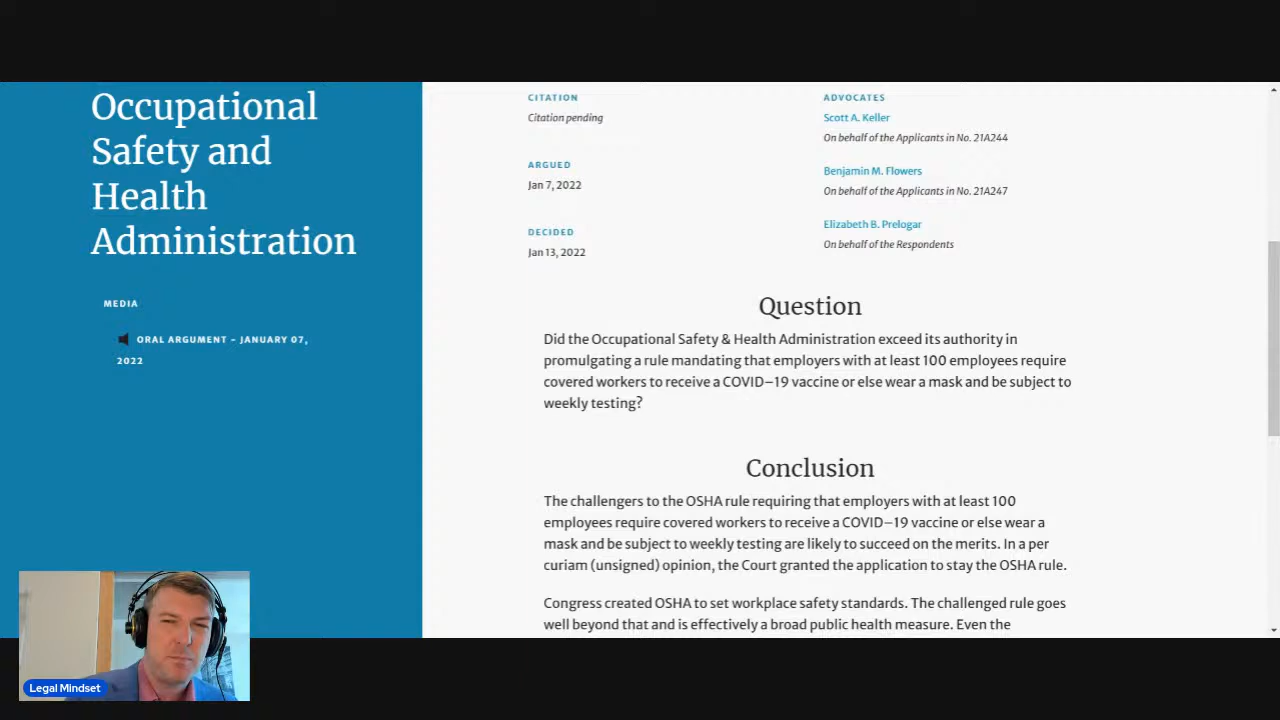 Occupational
Safety and
Health
Administration
MEDIA
ORAL ARGUMENT - JANUARY 07,
2022
CITATION
Citation pending
ARGUED
Jan 7, 2022
DECIDED
Jan 13, 2022
ADVOCATES
Scott A. Keller
On behalf of the Applicants in No. 21A244
Benjamin M. Flowers
On behalf of the Applicants in No. 21A247
Elizabeth B. Prelogar
On behalf of the Respondents
Question
Did the Occupational Safety & Health Administration exceed its authority in
promulgating a rule mandating that employers with at least 100 employees require
covered workers to receive a COVID–19 vaccine or else wear a mask and be subject to
weekly testing?
Conclusion
The challengers to the OSHA rule requiring that employers with at least 100
employees require covered workers to receive a COVID–19 vaccine or else wear a
mask and be subject to weekly testing are likely to succeed on the merits. In a per
curiam (unsigned) opinion, the Court granted the application to stay the OSHA rule.
Congress created OSHA to set workplace safety standards. The challenged rule goes
well beyond that and is effectively a broad public health measure. Even the
Legal Mindset